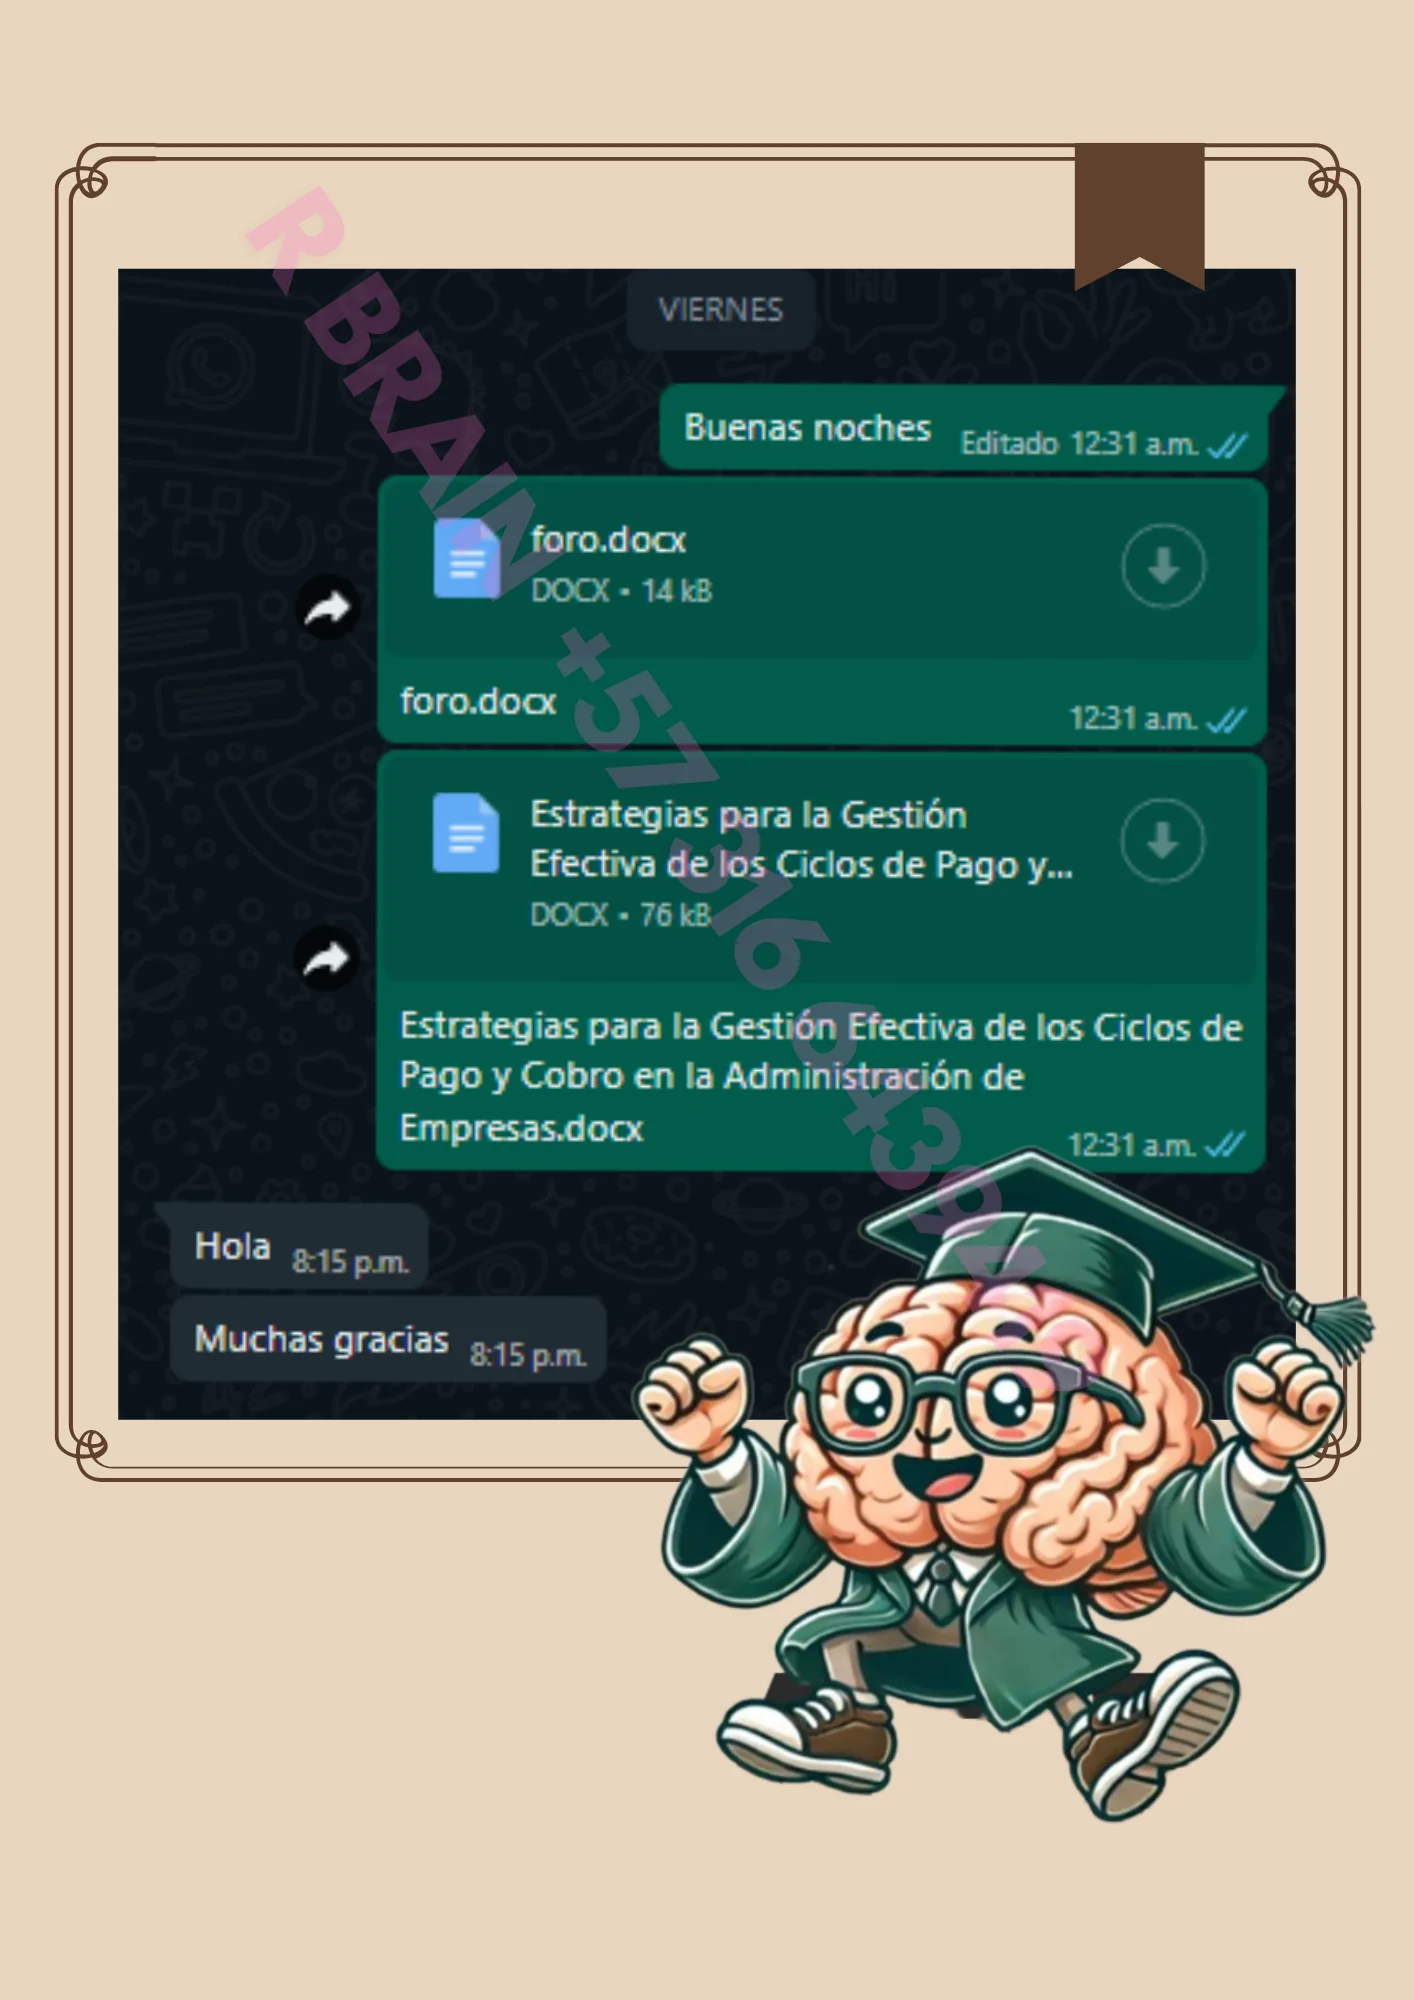 VIERNES
Buenas noches Editado 12:31 a.m.
foro.docx
DOCX • 14 kB
foro.docx
12:31 a.m.
Estrategias para la Gestión
Efectiva de los Ciclos de Pago y...
DOCX • 76 kB
Estrategias para la Gestión Efectiva de los Ciclos de
Pago y Cobro en la Administración de
Empresas.docx
12:31 a.m.
Hola 8:15 p.m.
Muchas gracias 8:15 p.m.
R BRAIN +57 316